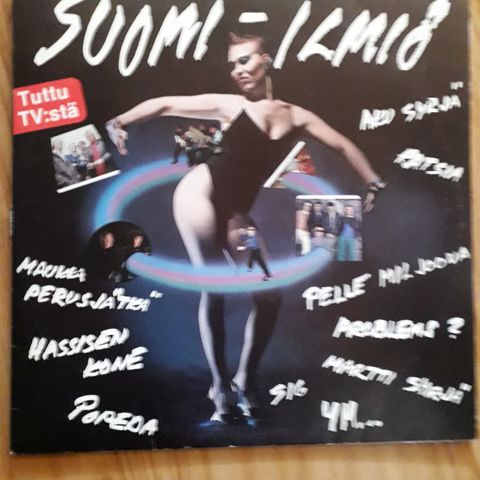 SUOMI-ILMIÖ
Tuttu
TV:stä
AKU SYRJÄ
RATSIA
MAUKKA
PERUSJÄTKÄ
HASSISEN
KONE
POPEDA
PELLE MILJOONA
PROBLEMS?
MARTTI SÄRJÄ
SIG
YM...